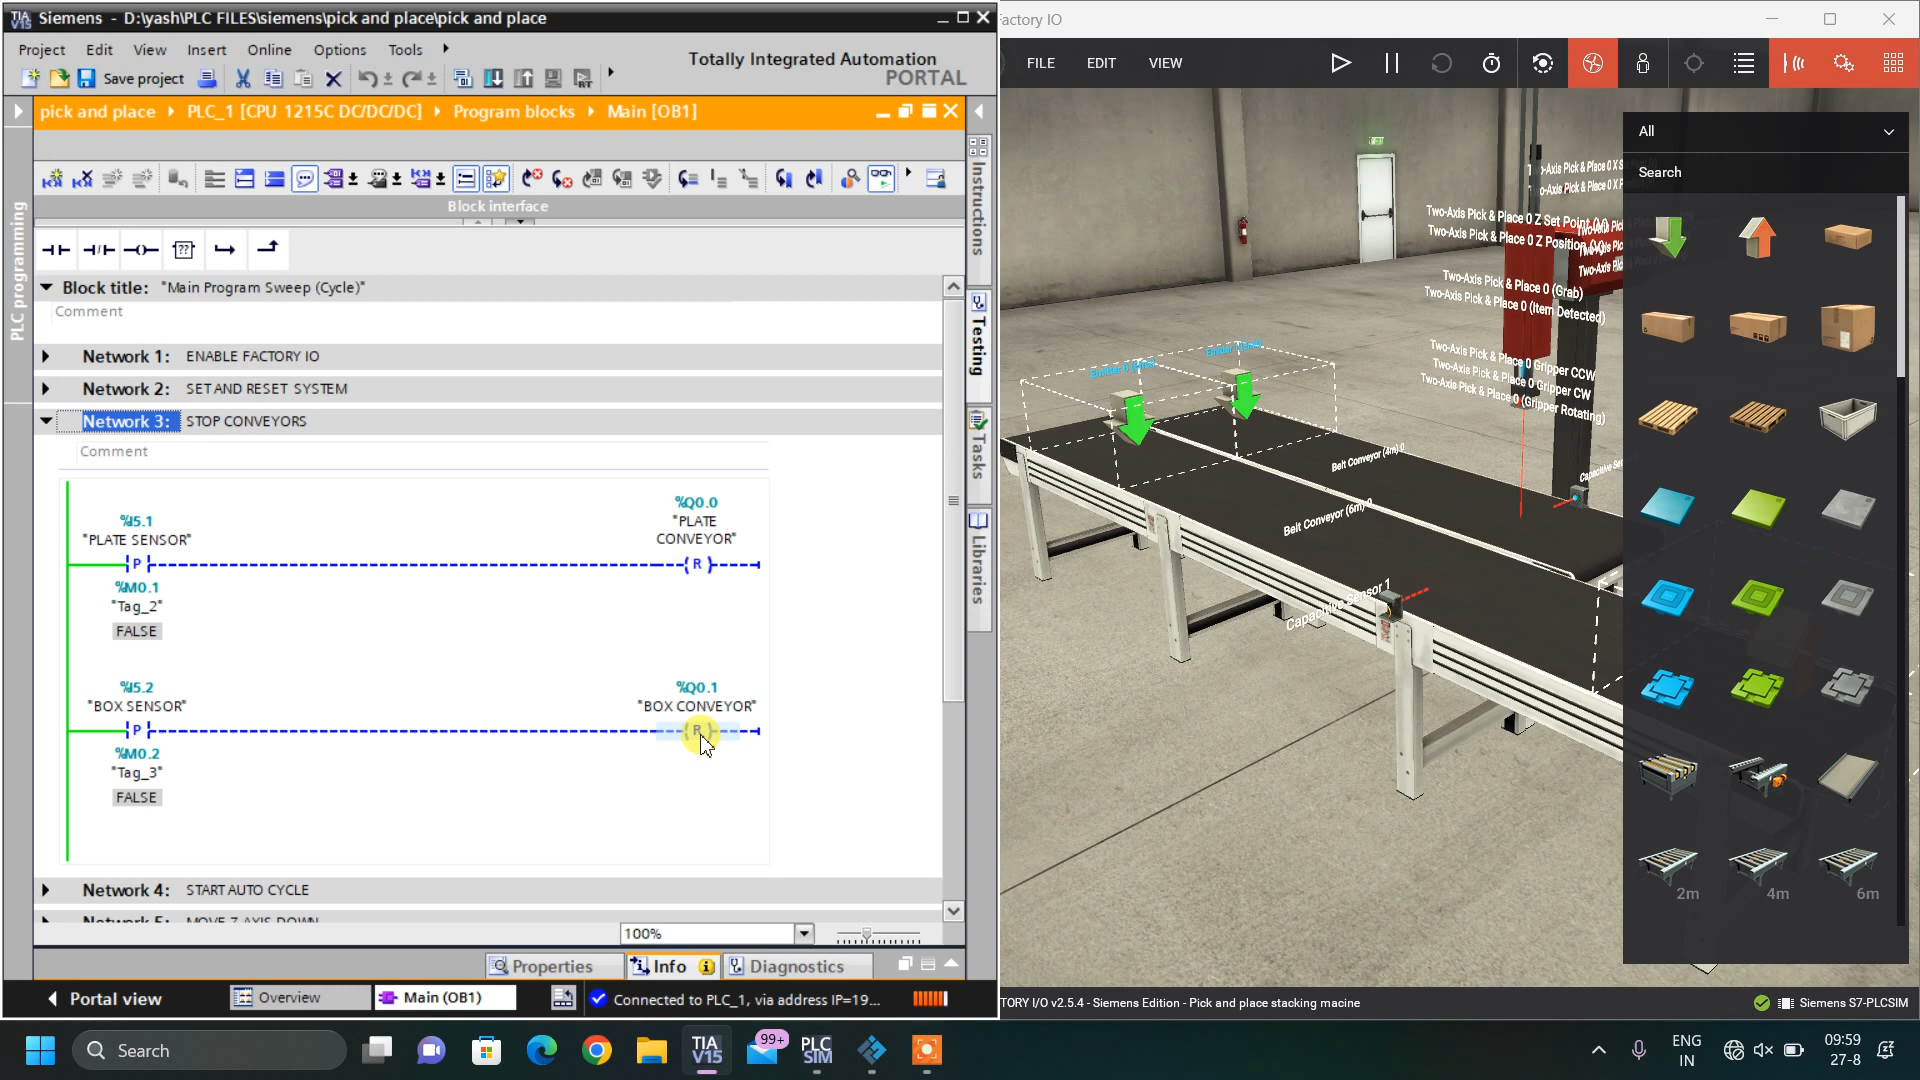 Siemens - D:\yash\PLC FILES\siemens\pick and place\pick and place
Project Edit View Insert Online Options Tools
Totally Integrated Automation
PORTAL
Save project
pick and place PLC_1 [CPU 1215C DC/DC/DC] Program blocks Main [OB1]
Block interface
PLC programming
Instructions
Testing
Tasks
Libraries
??
Block title: "Main Program Sweep (Cycle)"
Comment
Network 1: ENABLE FACTORY IO
Network 2: SET AND RESET SYSTEM
Network 3: STOP CONVEYORS
Comment
%I5.1
"PLATE SENSOR"
P
%M0.1
"Tag_2"
FALSE
%Q0.0
"PLATE
CONVEYOR"
R
%I5.2
"BOX SENSOR"
P
%M0.2
"Tag_3"
FALSE
%Q0.1
"BOX CONVEYOR"
R
Network 4: START AUTO CYCLE
Network 5: MOVE Z AXIS DOWN
100%
Properties Info Diagnostics
Portal view Overview Main (OB1) Connected to PLC_1, via address IP=19...
actory IO
FILE EDIT VIEW
All
Search
Two-Axis Pick & Place 0 Z Set Point (V)
Two-Axis Pick & Place 0 Z Position (V)
Two-Axis Pick & Place 0 (Grab)
Two-Axis Pick & Place 0 (Item Detected)
Two-Axis Pick & Place 0 Gripper CCW
Two-Axis Pick & Place 0 Gripper CW
Two-Axis Pick & Place 0 (Gripper Rotating)
Belt Conveyor (4m) 0
Belt Conveyor (6m) 0
Capacitive Sensor 1
2m 4m 6m
TORY I/O v2.5.4 - Siemens Edition - Pick and place stacking macine
Siemens S7-PLCSIM
Search
TIA
V15
99+
PLC
SIM
ENG
IN
09:59
27-8